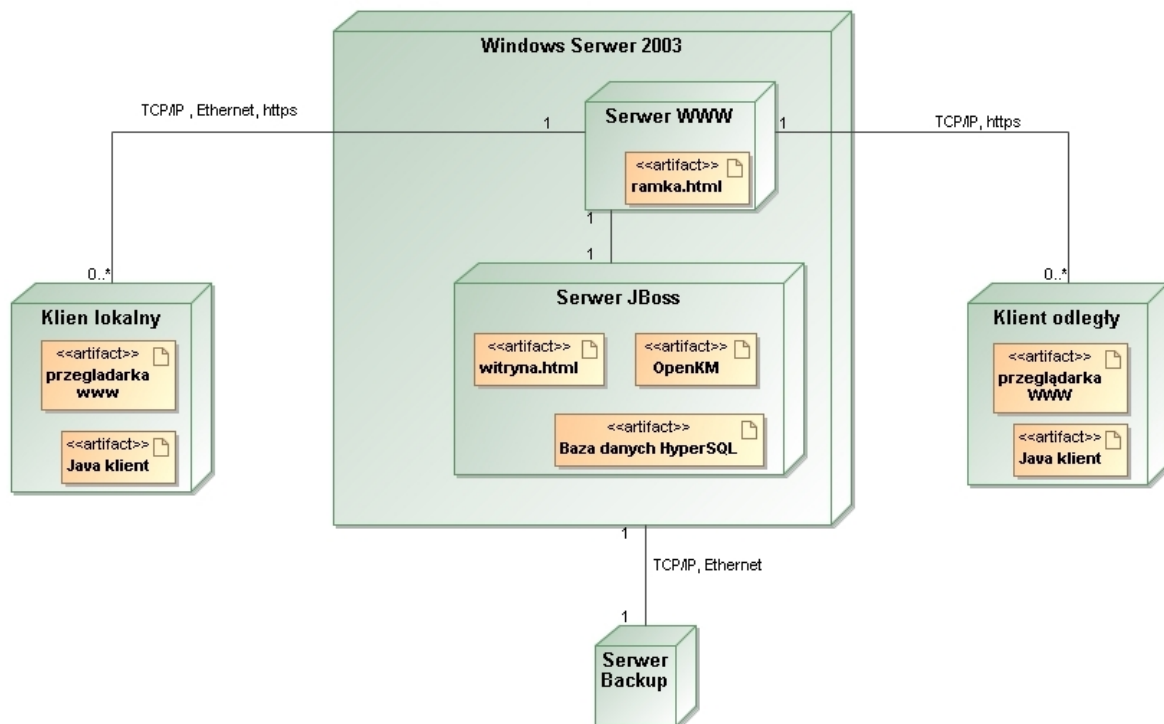 Windows Serwer 2003
TCP/IP , Ethernet, https
1
Serwer WWW
<<artifact>>
ramka.html
1
TCP/IP, https
1
1
0..*
0..*
Klien lokalny
<<artifact>>
przegladarka
www
<<artifact>>
Java klient
Serwer JBoss
<<artifact>>
witryna.html
<<artifact>>
OpenKM
<<artifact>>
Baza danych HyperSQL
Klient odległy
<<artifact>>
przeglądarka
WWW
<<artifact>>
Java klient
1
TCP/IP, Ethernet
1
Serwer
Backup